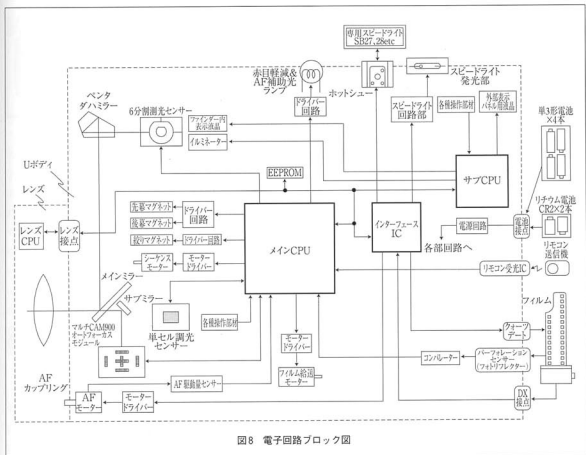 専用スピードライト
SB27,28etc
赤目軽減&
AF補助光
ランプ
ホットシュー
スピードライト
発光部
ペンタ
ダハミラー
6分割測光センサー
ドライバー
回路
スピードライト
回路部
各種操作部材
外部表示
パネル用液晶
単3形電池
×4本
ファインダー内
表示液晶
イルミネーター
サブCPU
Uボディ
レンズ
EEPROM
リチウム電池
CR2×2本
レンズ
CPU
レンズ
接点
先幕マグネット
後幕マグネット
ドライバー
回路
絞りマグネット
ドライバー回路
シーケンス
モーター
モーター
ドライバー
メインCPU
インターフェース
IC
電源回路
電池
接点
各部回路へ
リモコン
送信機
リモコン受光IC
メインミラー
サブミラー
単セル調光
センサー
各種操作部材
フィルム
マルチCAM900
オートフォーカス
モジュール
モーター
ドライバー
フィルム給送
モーター
クォーツ
デート
コンパレーター
パーフォレーション
センサー
(フォトリフレクター)
AF
カップリング
AF駆動量センサー
AF
モーター
モーター
ドライバー
DX
接点
図8 電子回路ブロック図